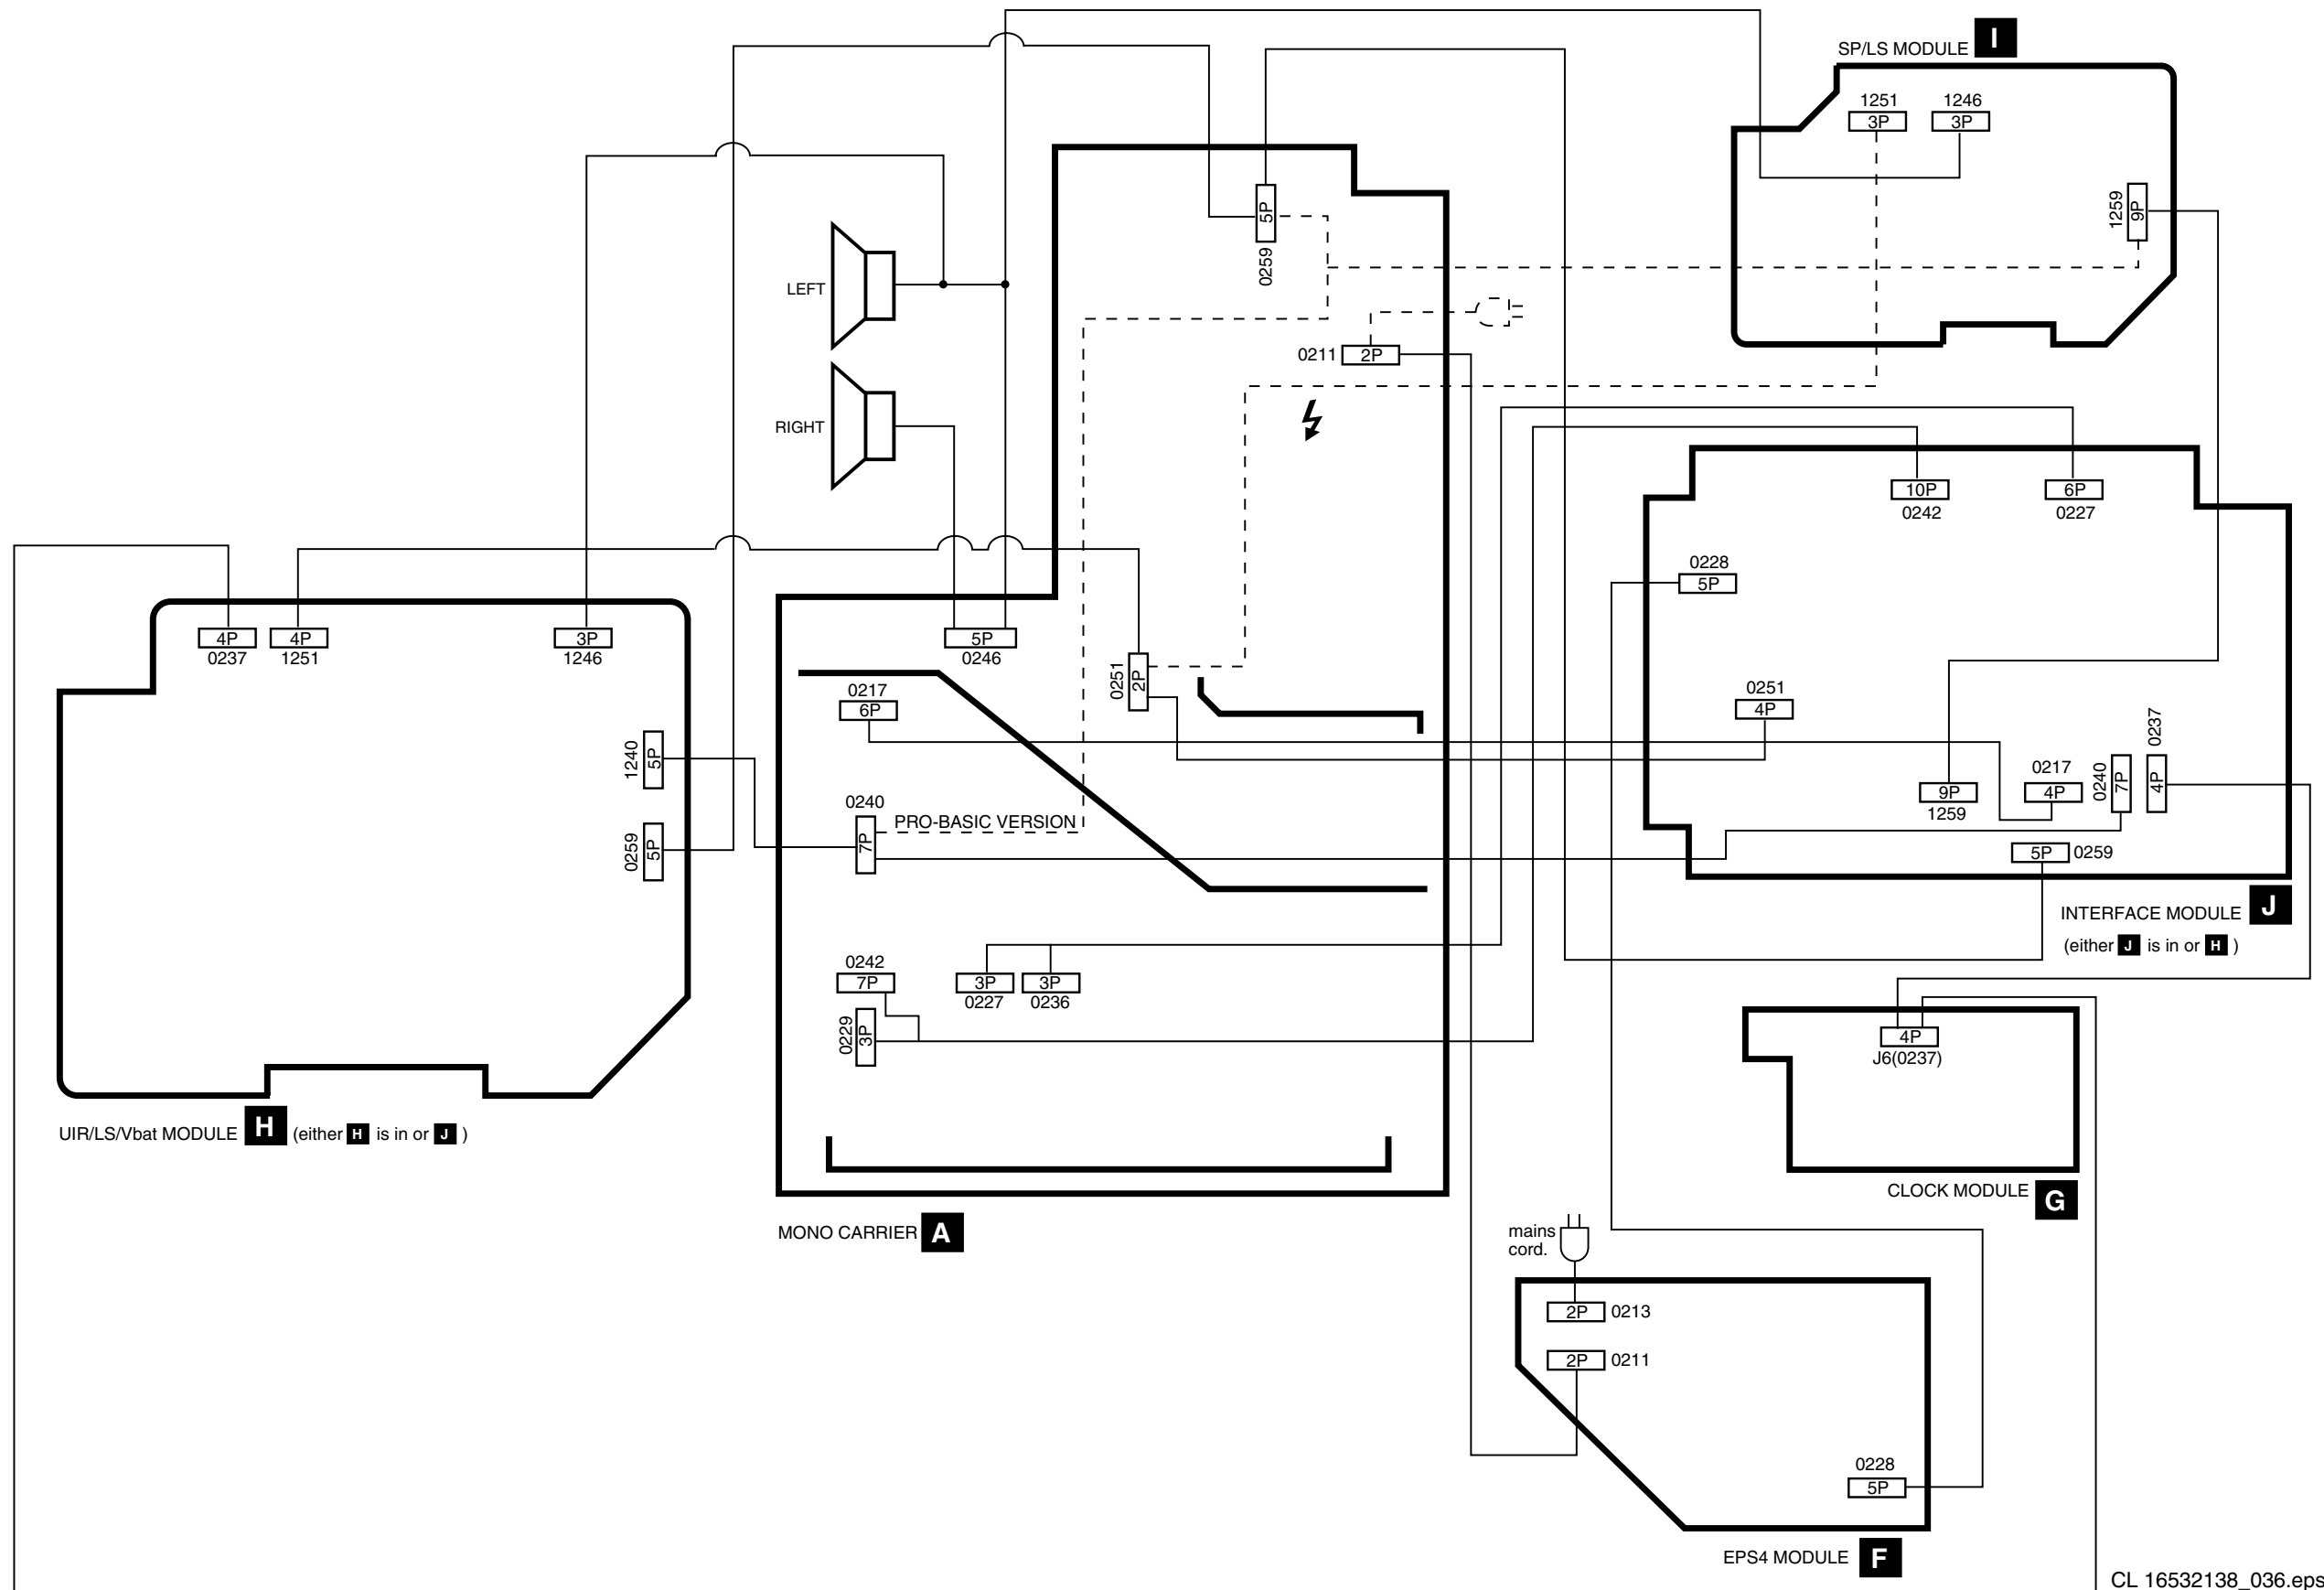 SP/LS MODULE I
1251
3P
1246
3P
1259
9P
5P
0259
LEFT
0211 2P
RIGHT
10P
0242
6P
0227
0228
5P
4P
0237
4P
1251
3P
1246
5P
0246
0251
2P
0217
6P
0251
4P
1240
5P
0237
4P
0240
7P
0217
4P
9P
1259
0240
7P
PRO-BASIC VERSION
0259
5P
5P 0259
INTERFACE MODULE J
(either J is in or H )
0242
7P
3P
0227
3P
0236
0229
3P
4P
J6(0237)
UIR/LS/Vbat MODULE H (either H is in or J )
CLOCK MODULE G
MONO CARRIER A
mains
cord.
2P 0213
2P 0211
0228
5P
EPS4 MODULE F
CL 16532138_036.eps